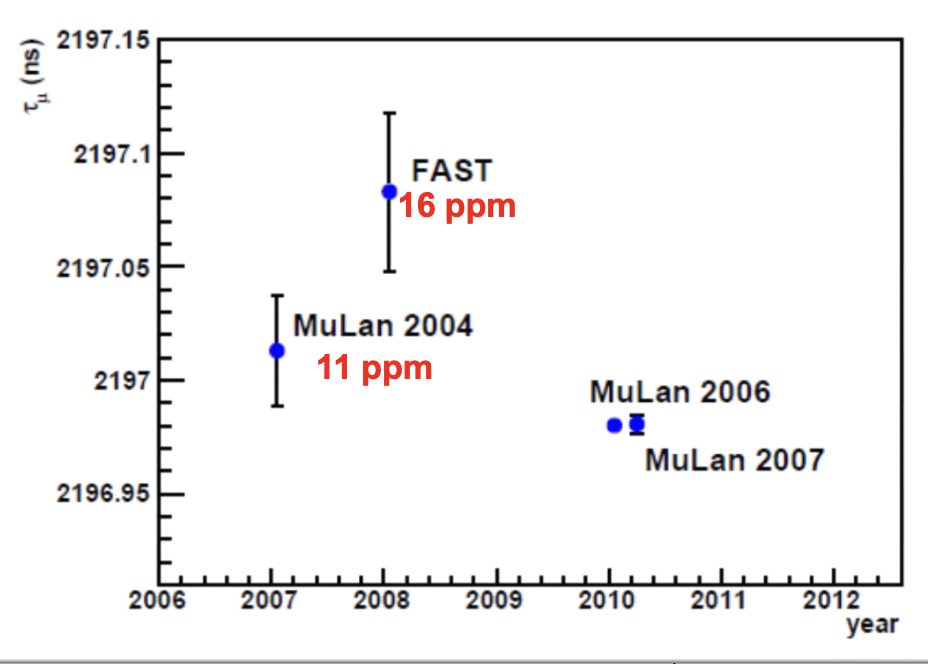 τμ (ns)
2197.15
2197.1
2197.05
2197
2196.95
FAST
16 ppm
MuLan 2004
11 ppm
MuLan 2006
MuLan 2007
2006 2007 2008 2009 2010 2011 2012
year